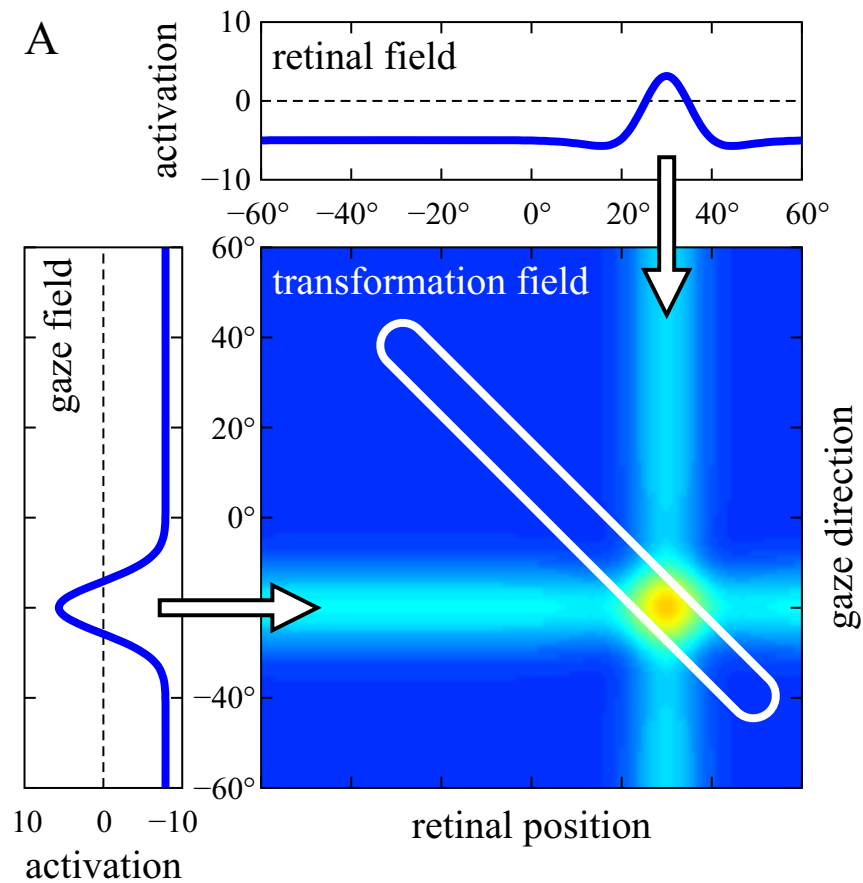 A
retinal field
activation
10
0
−10
−60° −40° −20° 0° 20° 40° 60°
gaze field
transformation field
60°
40°
20°
0°
−40°
−60°
gaze direction
10 0 −10
activation
retinal position